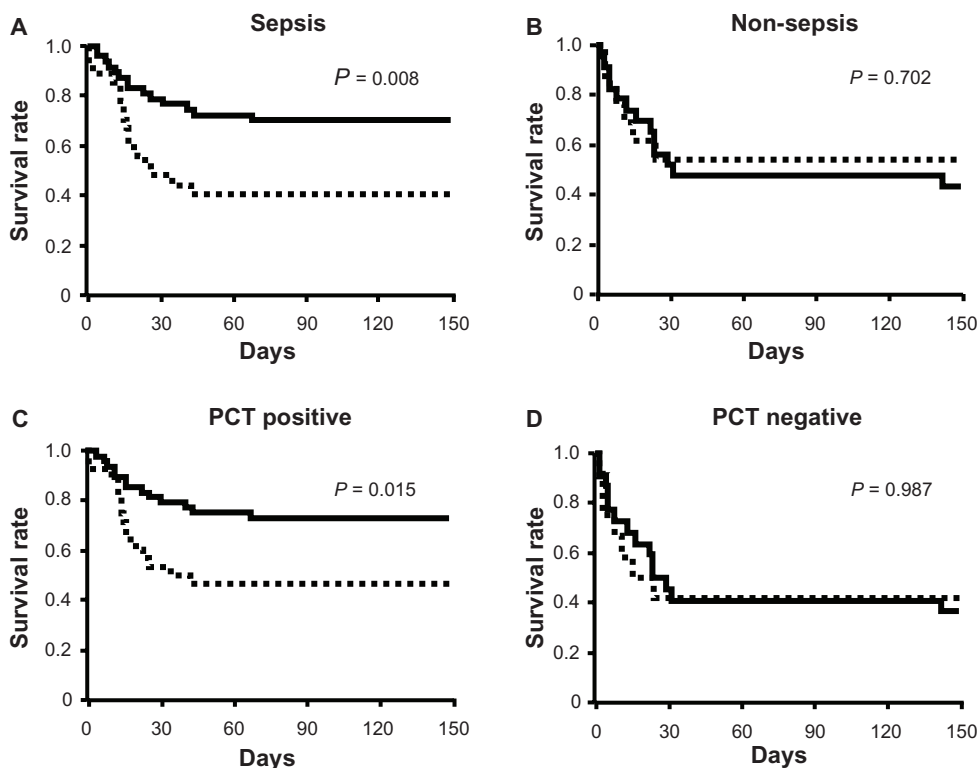 A
Sepsis
P = 0.008
1.0
0.8
0.6
0.4
0.2
0
Survival rate
0 30 60 90 120 150
Days
B
Non-sepsis
P = 0.702
1.0
0.8
0.6
0.4
0.2
0
Survival rate
0 30 60 90 120 150
Days
C
PCT positive
P = 0.015
1.0
0.8
0.6
0.4
0.2
0
Survival rate
0 30 60 90 120 150
Days
D
PCT negative
P = 0.987
1.0
0.8
0.6
0.4
0.2
0
Survival rate
0 30 60 90 120 150
Days